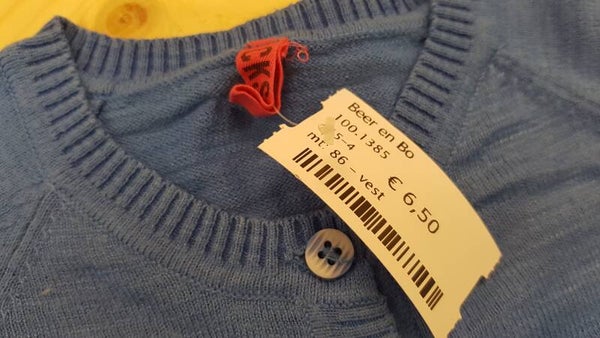 Beer en Bo
100.1385
5-4
mt. 86 - vest
€ 6,50